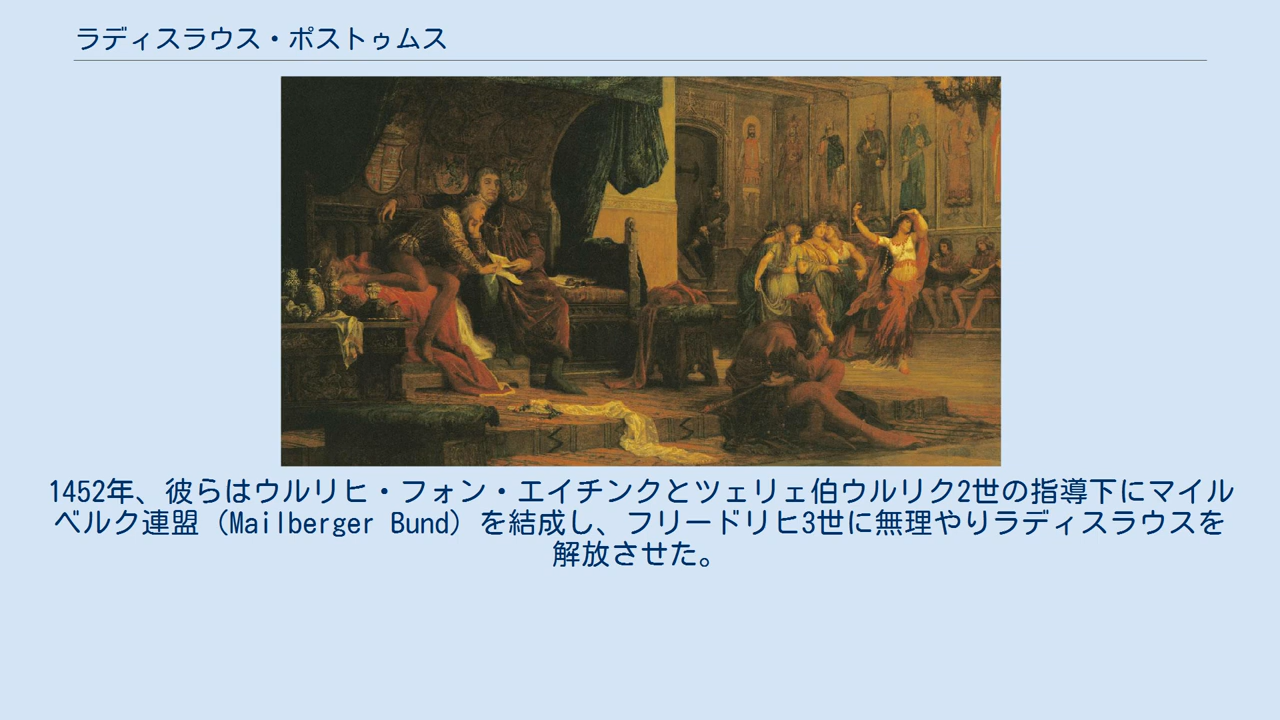 ラディスラウス・ポストゥムス
1452年、彼らはウルリヒ・フォン・エイチンクとツェリェ伯ウルリク2世の指導下にマイル
ベルク連盟（Mailberger Bund）を結成し、フリードリヒ3世に無理やりラディスラウスを
解放させた。